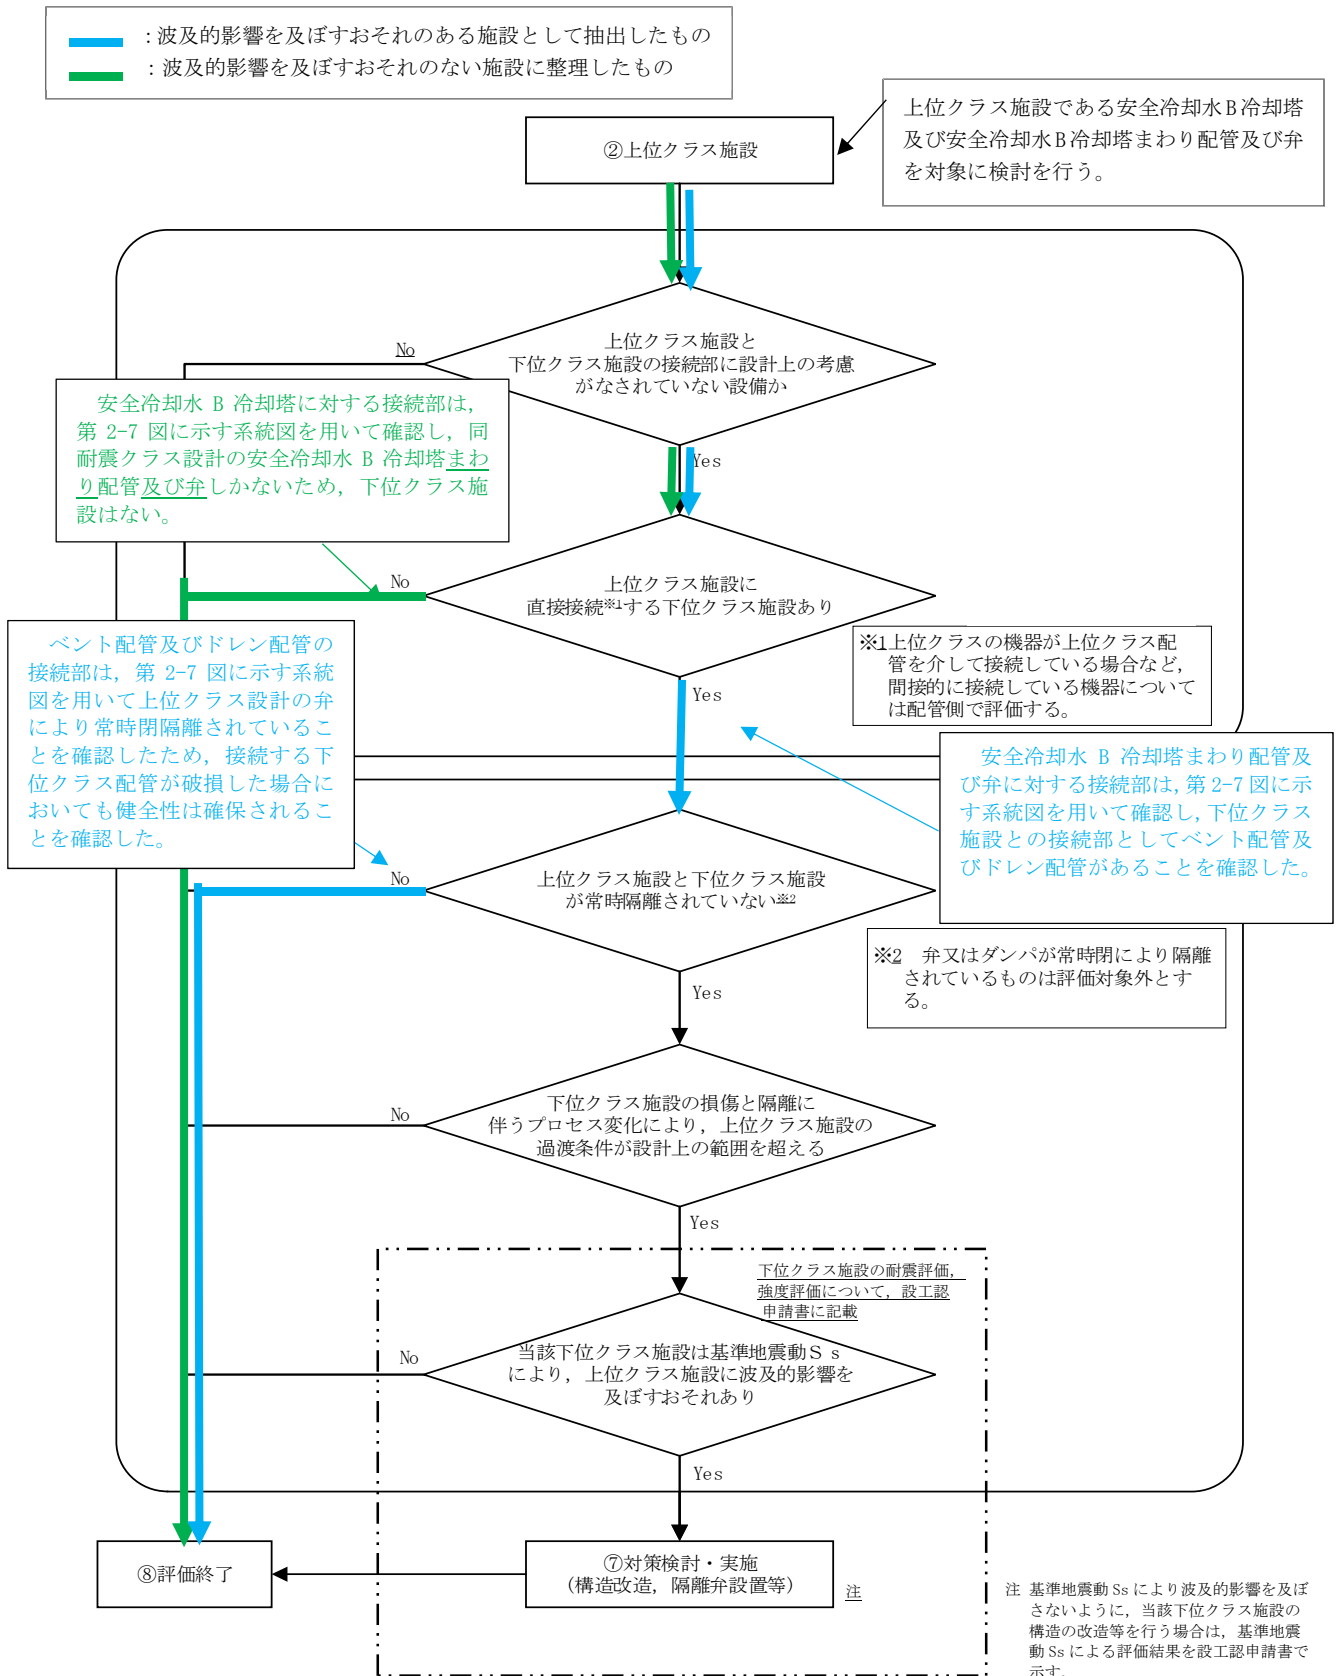 ：波及的影響を及ぼすおそれのある施設として抽出したもの
：波及的影響を及ぼすおそれのない施設に整理したもの
上位クラス施設である安全冷却水Ｂ冷却塔
及び安全冷却水Ｂ冷却塔まわり配管及び弁
を対象に検討を行う。
②上位クラス施設
上位クラス施設と
下位クラス施設の接続部に設計上の考慮
がなされていない設備か
No
Yes
安全冷却水 B 冷却塔に対する接続部は，
第 2-7 図に示す系統図を用いて確認し，同
耐震クラス設計の安全冷却水 B 冷却塔まわ
り配管及び弁しかないため，下位クラス施
設はない。
上位クラス施設に
直接接続※1する下位クラス施設あり
No
Yes
※1上位クラスの機器が上位クラス配
管を介して接続している場合など，
間接的に接続している機器について
は配管側で評価する。
ベント配管及びドレン配管の
接続部は，第 2-7 図に示す系統
図を用いて上位クラス設計の弁
により常時閉隔離されているこ
とを確認したため，接続する下
位クラス配管が破損した場合に
おいても健全性は確保されるこ
とを確認した。
安全冷却水 B 冷却塔まわり配管及
び弁に対する接続部は，第 2-7 図に示
す系統図を用いて確認し，下位クラス
施設との接続部としてベント配管及
びドレン配管があることを確認した。
上位クラス施設と下位クラス施設
が常時隔離されていない※2
No
Yes
※2　弁又はダンパが常時閉により隔離
されているものは評価対象外とす
る。
下位クラス施設の損傷と隔離に
伴うプロセス変化により，上位クラス施設の
過渡条件が設計上の範囲を超える
No
Yes
下位クラス施設の耐震評価，
強度評価について，設工認
申請書に記載
当該下位クラス施設は基準地震動Ｓｓ
により，上位クラス施設に波及的影響を
及ぼすおそれあり
No
Yes
⑧評価終了
⑦対策検討・実施
（構造改造，隔離弁設置等）
注
注 基準地震動 Ss により波及的影響を及ぼ
さないように，当該下位クラス施設の
構造の改造等を行う場合は，基準地震
動 Ss による評価結果を設工認申請書で
示す。